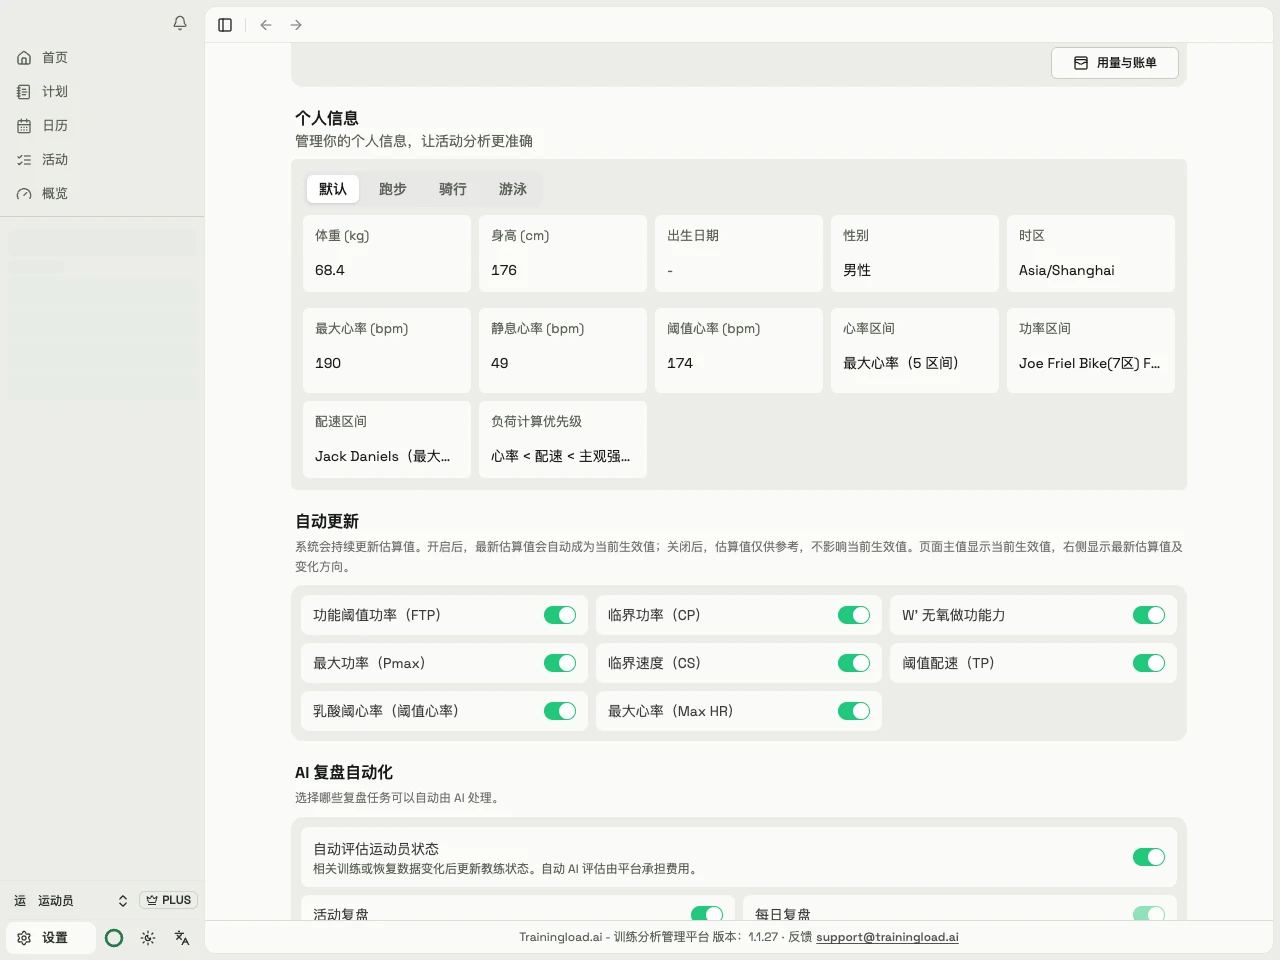 首页
计划
日历
活动
概览
运 运动员
PLUS
设置
用量与账单
个人信息
管理你的个人信息，让活动分析更准确
默认 跑步 骑行 游泳
体重 (kg)
68.4
身高 (cm)
176
出生日期
-
性别
男性
时区
Asia/Shanghai
最大心率 (bpm)
190
静息心率 (bpm)
49
阈值心率 (bpm)
174
心率区间
最大心率（5 区间）
功率区间
Joe Friel Bike(7区) F...
配速区间
Jack Daniels（最大...
负荷计算优先级
心率 < 配速 < 主观强...
自动更新
系统会持续更新估算值。开启后，最新估算值会自动成为当前生效值；关闭后，估算值仅供参考，不影响当前生效值。页面主值显示当前生效值，右侧显示最新估算值及
变化方向。
功能阈值功率（FTP）
临界功率（CP）
W' 无氧做功能力
最大功率（Pmax）
临界速度（CS）
阈值配速（TP）
乳酸阈心率（阈值心率）
最大心率（Max HR）
AI 复盘自动化
选择哪些复盘任务可以自动由 AI 处理。
自动评估运动员状态
相关训练或恢复数据变化后更新教练状态。自动 AI 评估由平台承担费用。
活动复盘
每日复盘
Trainingload.ai - 训练分析管理平台 版本：1.1.27 · 反馈 support@trainingload.ai